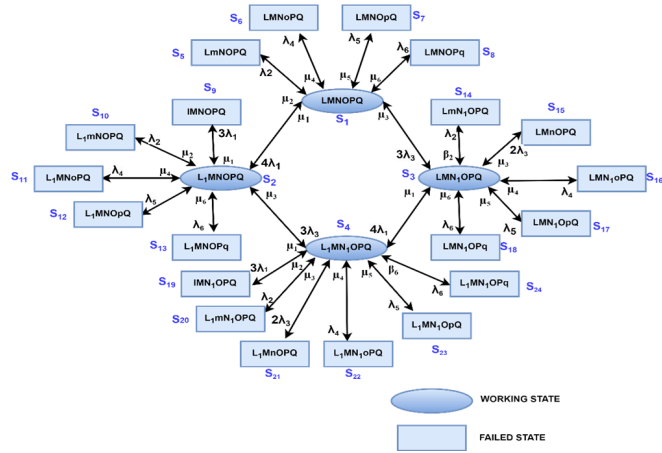 S₆
LMNoPQ
LMNOpQ
S₇
S₅
LmNOPQ
λ₄
λ₅
LMNOPq
S₈
λ2
μ₄
μ₅
λ₆
μ₆
S₉
lMNOPQ
μ₂
LMNOPQ
μ₁
S₁
μ₃
S₁₄
LmN₁OPQ
S₁₅
LMnOPQ
S₁₀
L₁mNOPQ
λ₂
3λ₁
μ₂
μ₁
4λ₁
3λ₃
λ₂
β₂
2λ₃
μ₃
S₁₁
L₁MNoPQ
λ₄
μ₄
L₁MNOPQ
S₂
S₃
LMN₁OPQ
μ₄
LMN₁oPQ
S₁₆
λ₄
S₁₂
L₁MNOpQ
λ₅
μ₆
μ₃
μ₁
μ₆
μ₅
LMN₁OpQ
S₁₇
λ₅
λ₆
S₁₃
L₁MNOPq
λ₆
LMN₁OPq
S₁₈
S₄
3λ₃
4λ₁
μ₁
L₁MN₁OPQ
S₁₉
lMN₁OPQ
3λ₁
μ₂
μ₃
μ₄
μ₅
β₆
λ₆
L₁MN₁OPq
S₂₄
S₂₀
L₁mN₁OPQ
λ₂
2λ₃
λ₄
λ₅
L₁MN₁OpQ
S₂₃
L₁MnOPQ
S₂₁
L₁MN₁oPQ
S₂₂
WORKING STATE
FAILED STATE